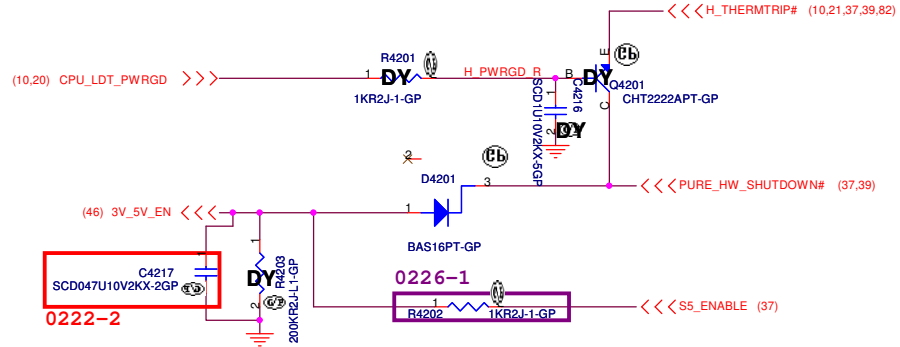 H_THERMTRIP# (10,21,37,39,82)
R4201
(10,20) CPU_LDT_PWRGD
1
DY
1KR2J-1-GP
H_PWRGD_R
B
E
C
DY
Q4201
CHT2222APT-GP
1
2
C4216
SCD1U10V2KX-5GP
DY
2
D4201
3
PURE_HW_SHUTDOWN# (37,39)
(46) 3V_5V_EN
1
BAS16PT-GP
1
C4217
SCD047U10V2KX-2GP
0222-2
1
DY
2
R4203
200KR2J-L1-GP
0226-1
1
R4202
1KR2J-1-GP
S5_ENABLE (37)